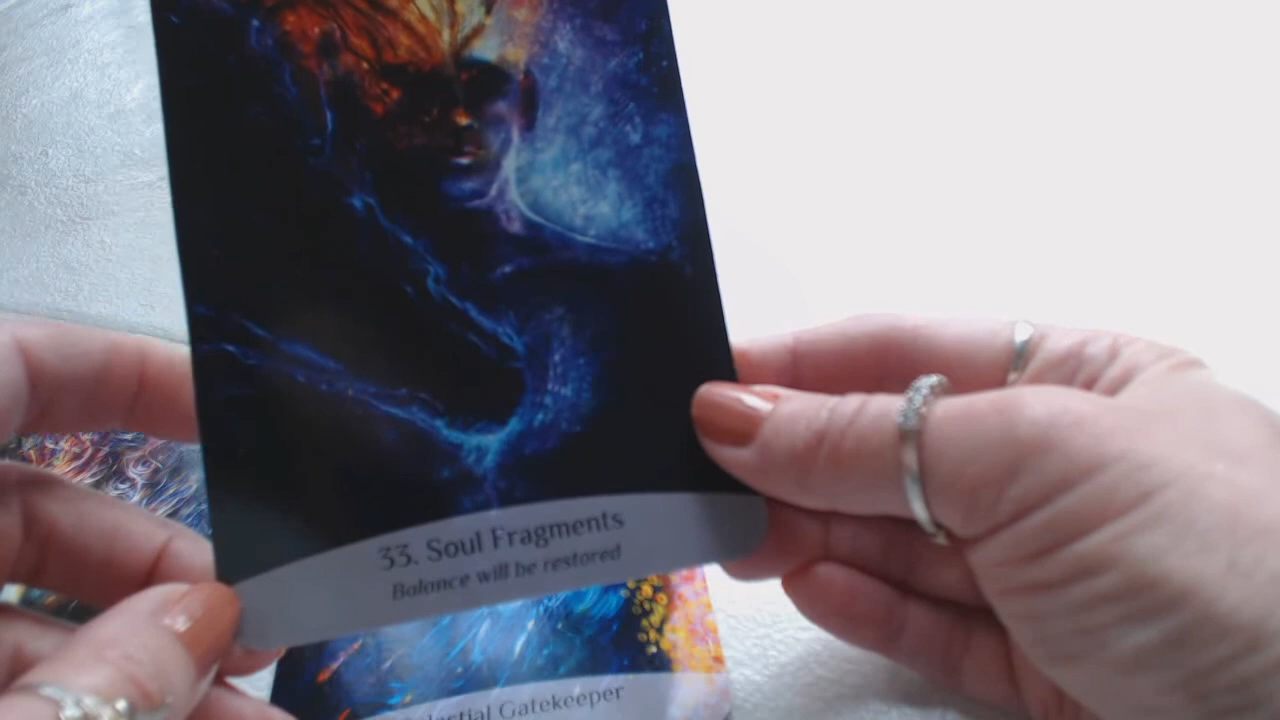 33. Soul Fragments
Balance will be restored
Celestial Gatekeeper